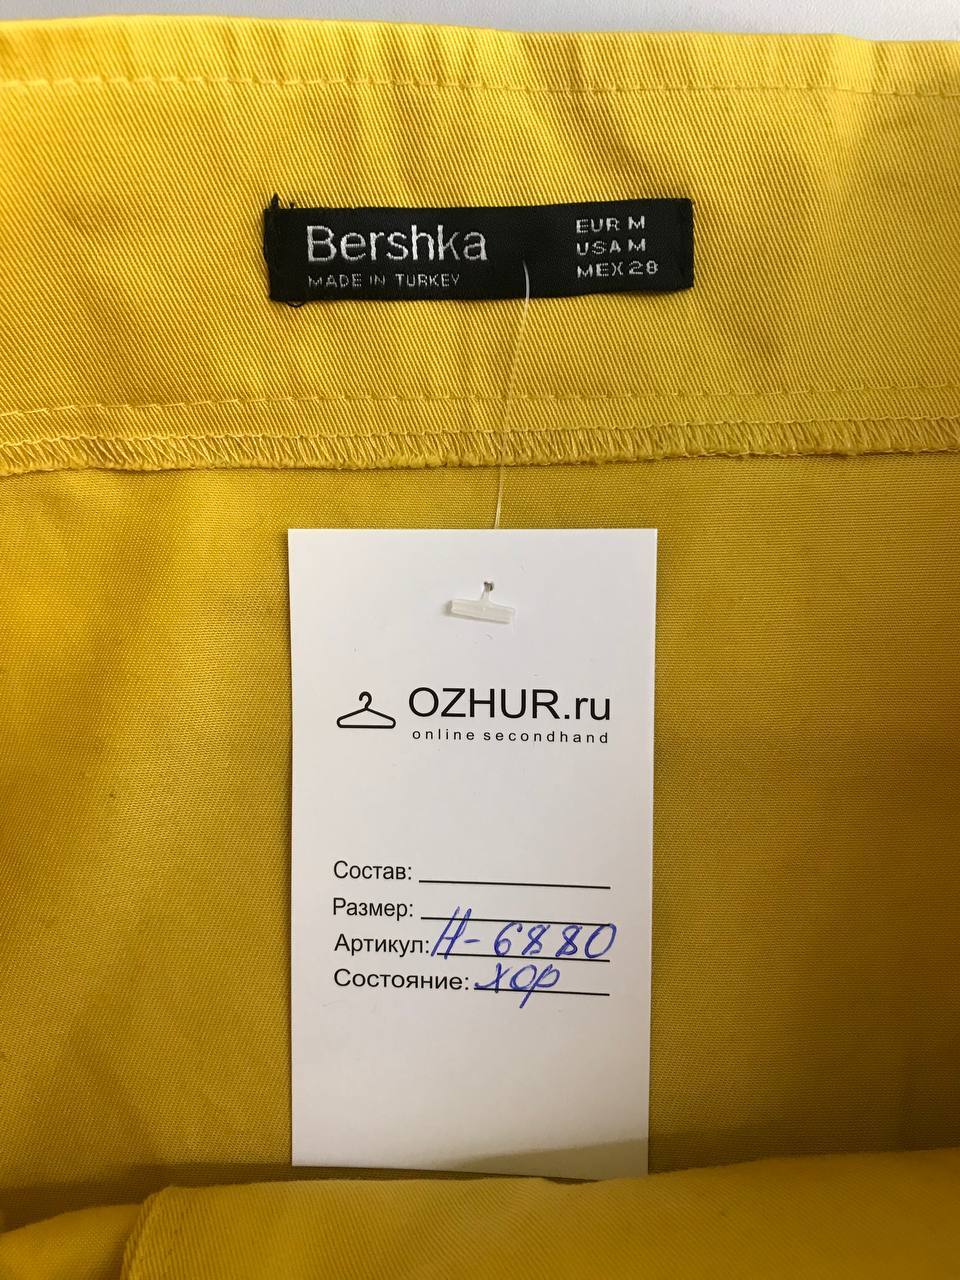 Bershka
MADE IN TURKEY
EUR M
USA M
MEX 28
OZHUR.ru
online secondhand
Состав:
Размер:
Артикул: Н-6880
Состояние: хор